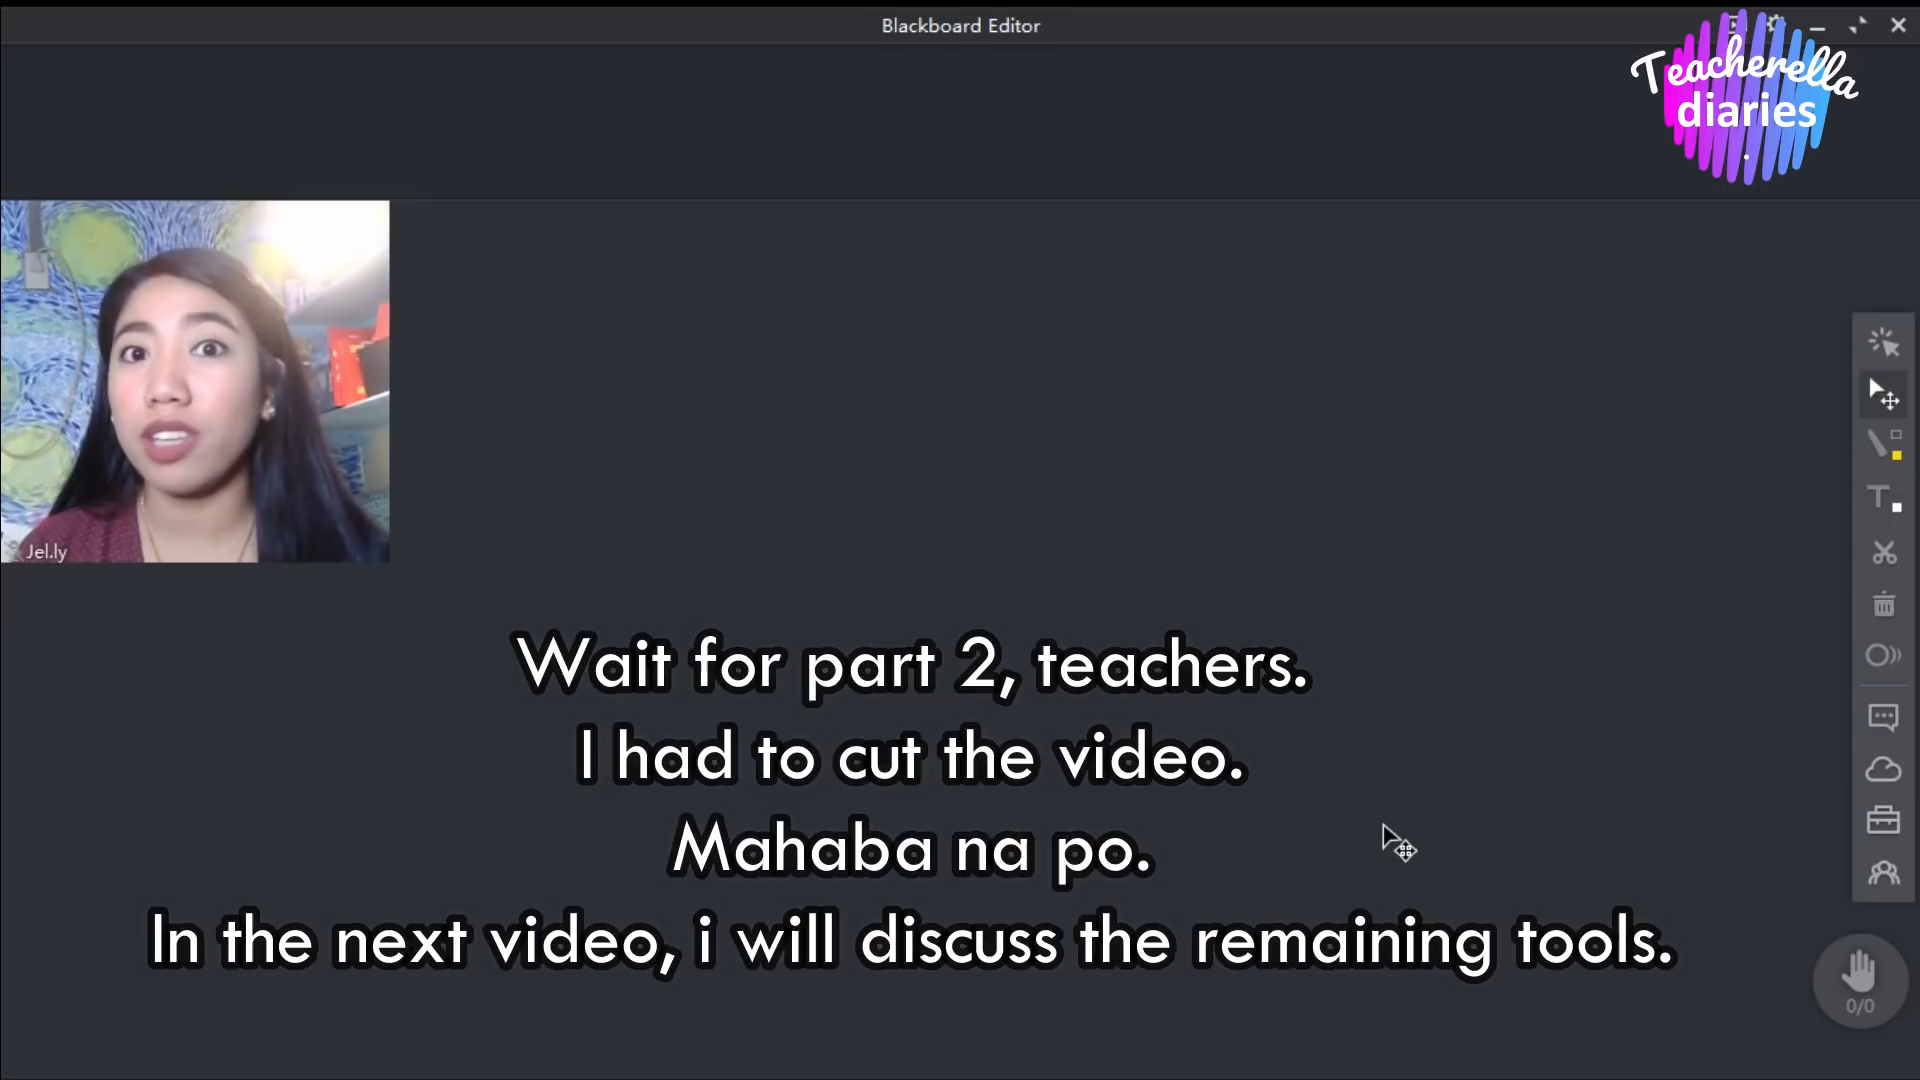 Blackboard Editor
Teacherella
diaries
Jel.ly
Wait for part 2, teachers.
I had to cut the video.
Mahaba na po.
In the next video, i will discuss the remaining tools.
0/0